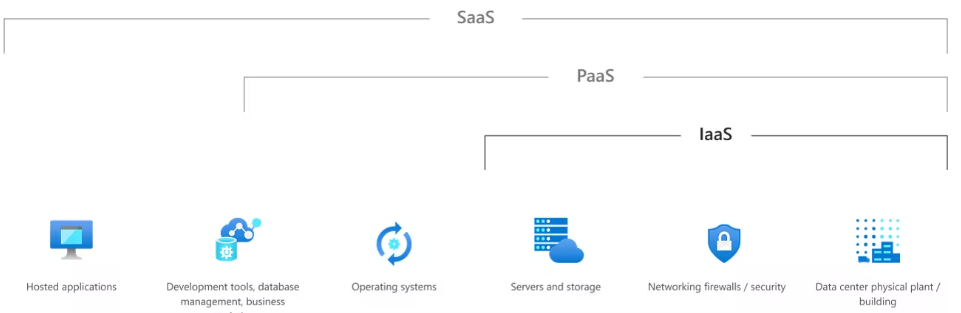 SaaS
PaaS
IaaS
Hosted applications
Development tools, database
management, business
Operating systems
Servers and storage
Networking firewalls / security
Data center physical plant /
building